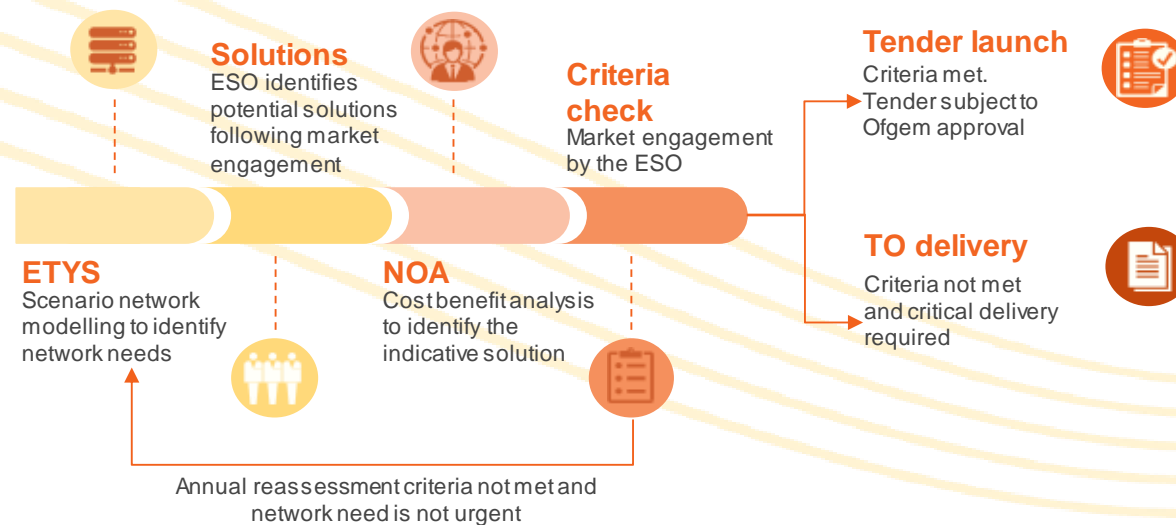 Solutions
ESO identifies
potential solutions
following market
engagement
Criteria
check
Market engagement
by the ESO
Tender launch
Criteria met.
Tender subject to
Ofgem approval
ETYS
Scenario network
modelling to identify
network needs
NOA
Cost benefit analysis
to identify the
indicative solution
TO delivery
Criteria not met
and critical delivery
required
Annual reassessment criteria not met and
network need is not urgent